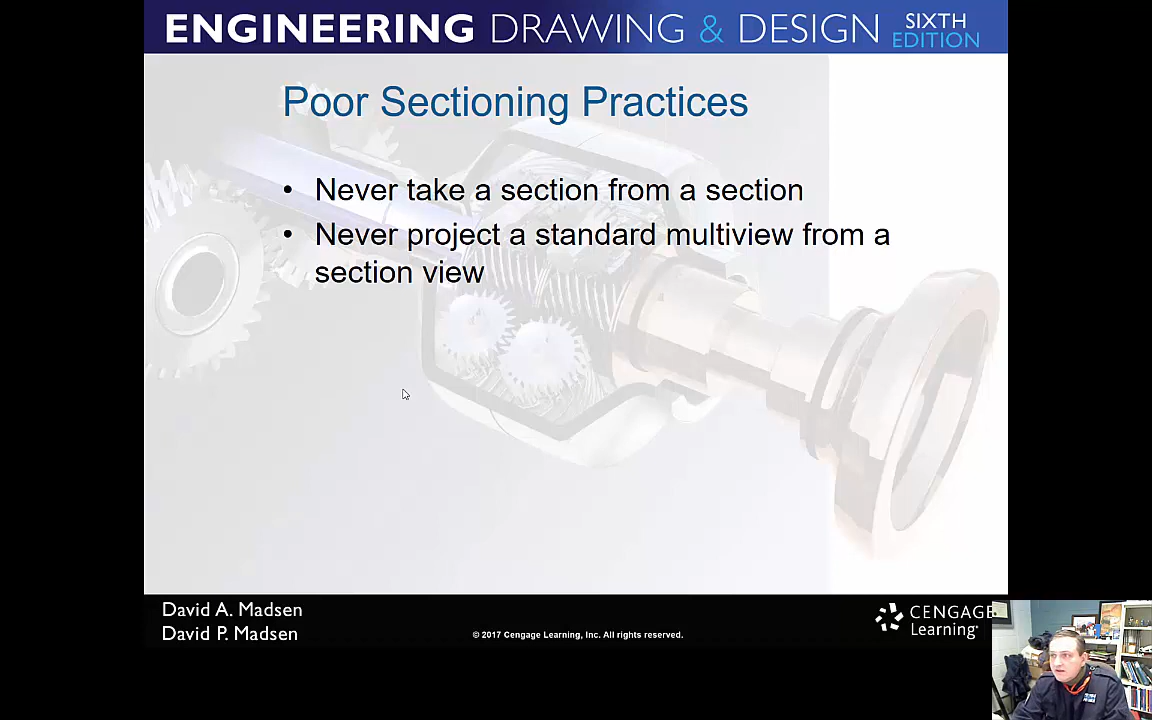 ENGINEERING DRAWING & DESIGN SIXTH EDITION
Poor Sectioning Practices
• Never take a section from a section
• Never project a standard multiview from a
section view
David A. Madsen
David P. Madsen
© 2017 Cengage Learning, Inc. All rights reserved.
CENGAGE
Learning·